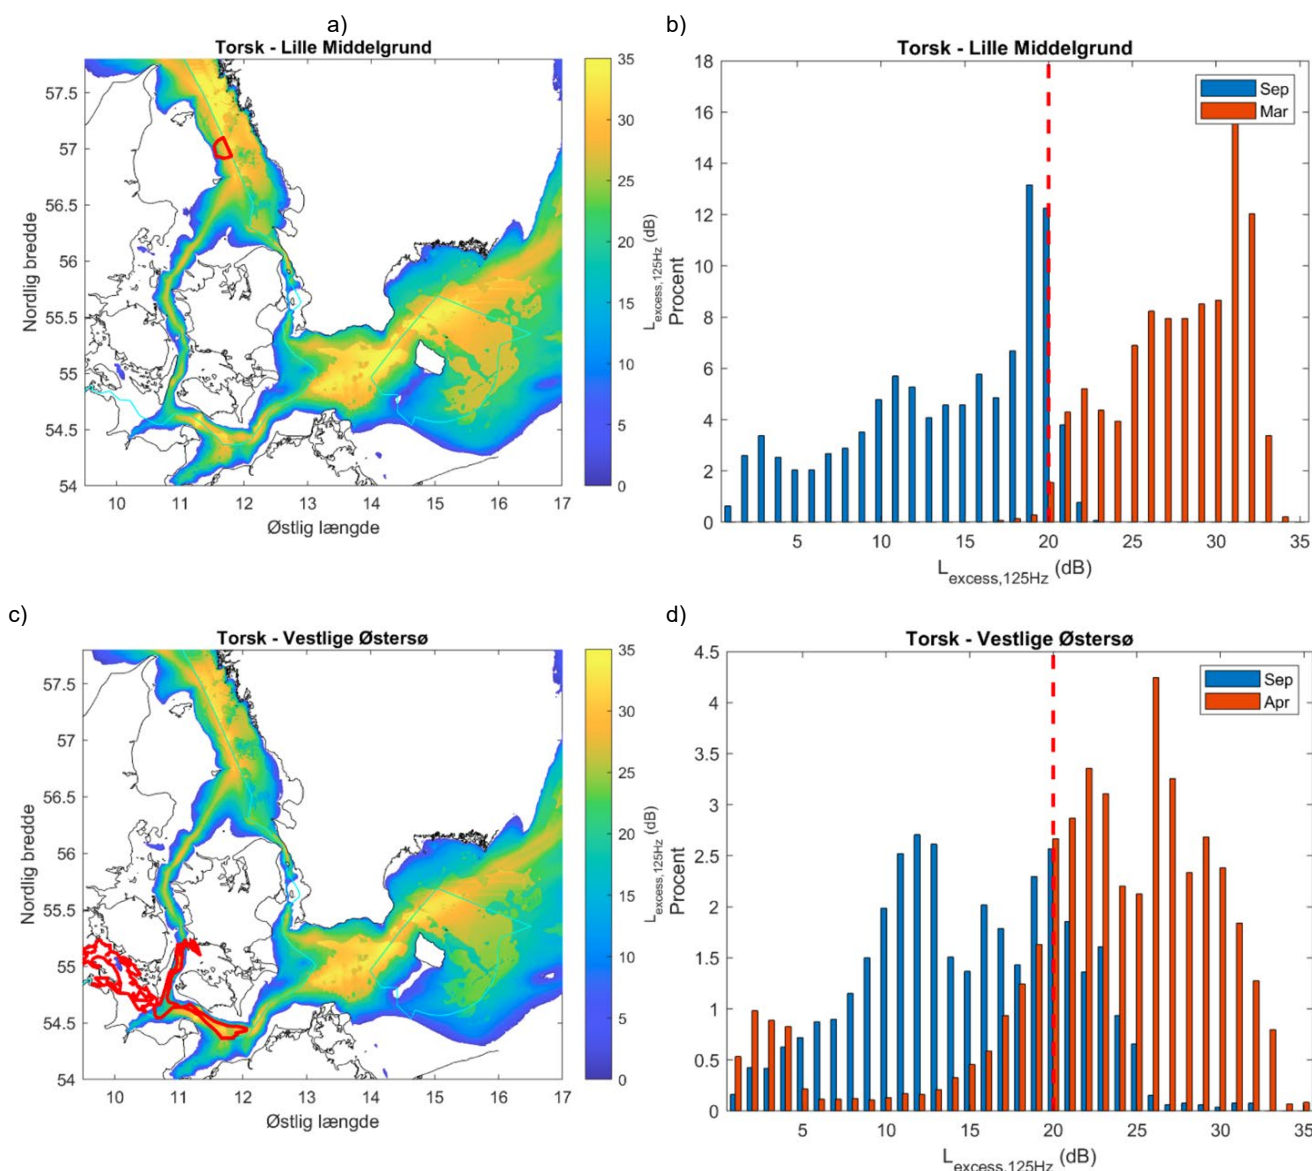 a)
Torsk - Lille Middelgrund
57.5
57
56.5
56
55.5
55
54.5
54
10 11 12 13 14 15 16 17
Nordlig bredde
Østlig længde
35
30
25
20
15
10
5
0
L excess,125Hz (dB)
b)
Torsk - Lille Middelgrund
18
16
14
12
10
8
6
4
2
0
Procent
5 10 15 20 25 30 35
L excess,125Hz (dB)
Sep
Mar
c)
Torsk - Vestlige Østersø
57.5
57
56.5
56
55.5
55
54.5
54
10 11 12 13 14 15 16 17
Nordlig bredde
Østlig længde
35
30
25
20
15
10
5
0
L excess,125Hz (dB)
d)
Torsk - Vestlige Østersø
4.5
4
3.5
3
2.5
2
1.5
1
0.5
0
Procent
5 10 15 20 25 30 35
L excess,125Hz (dB)
Sep
Apr